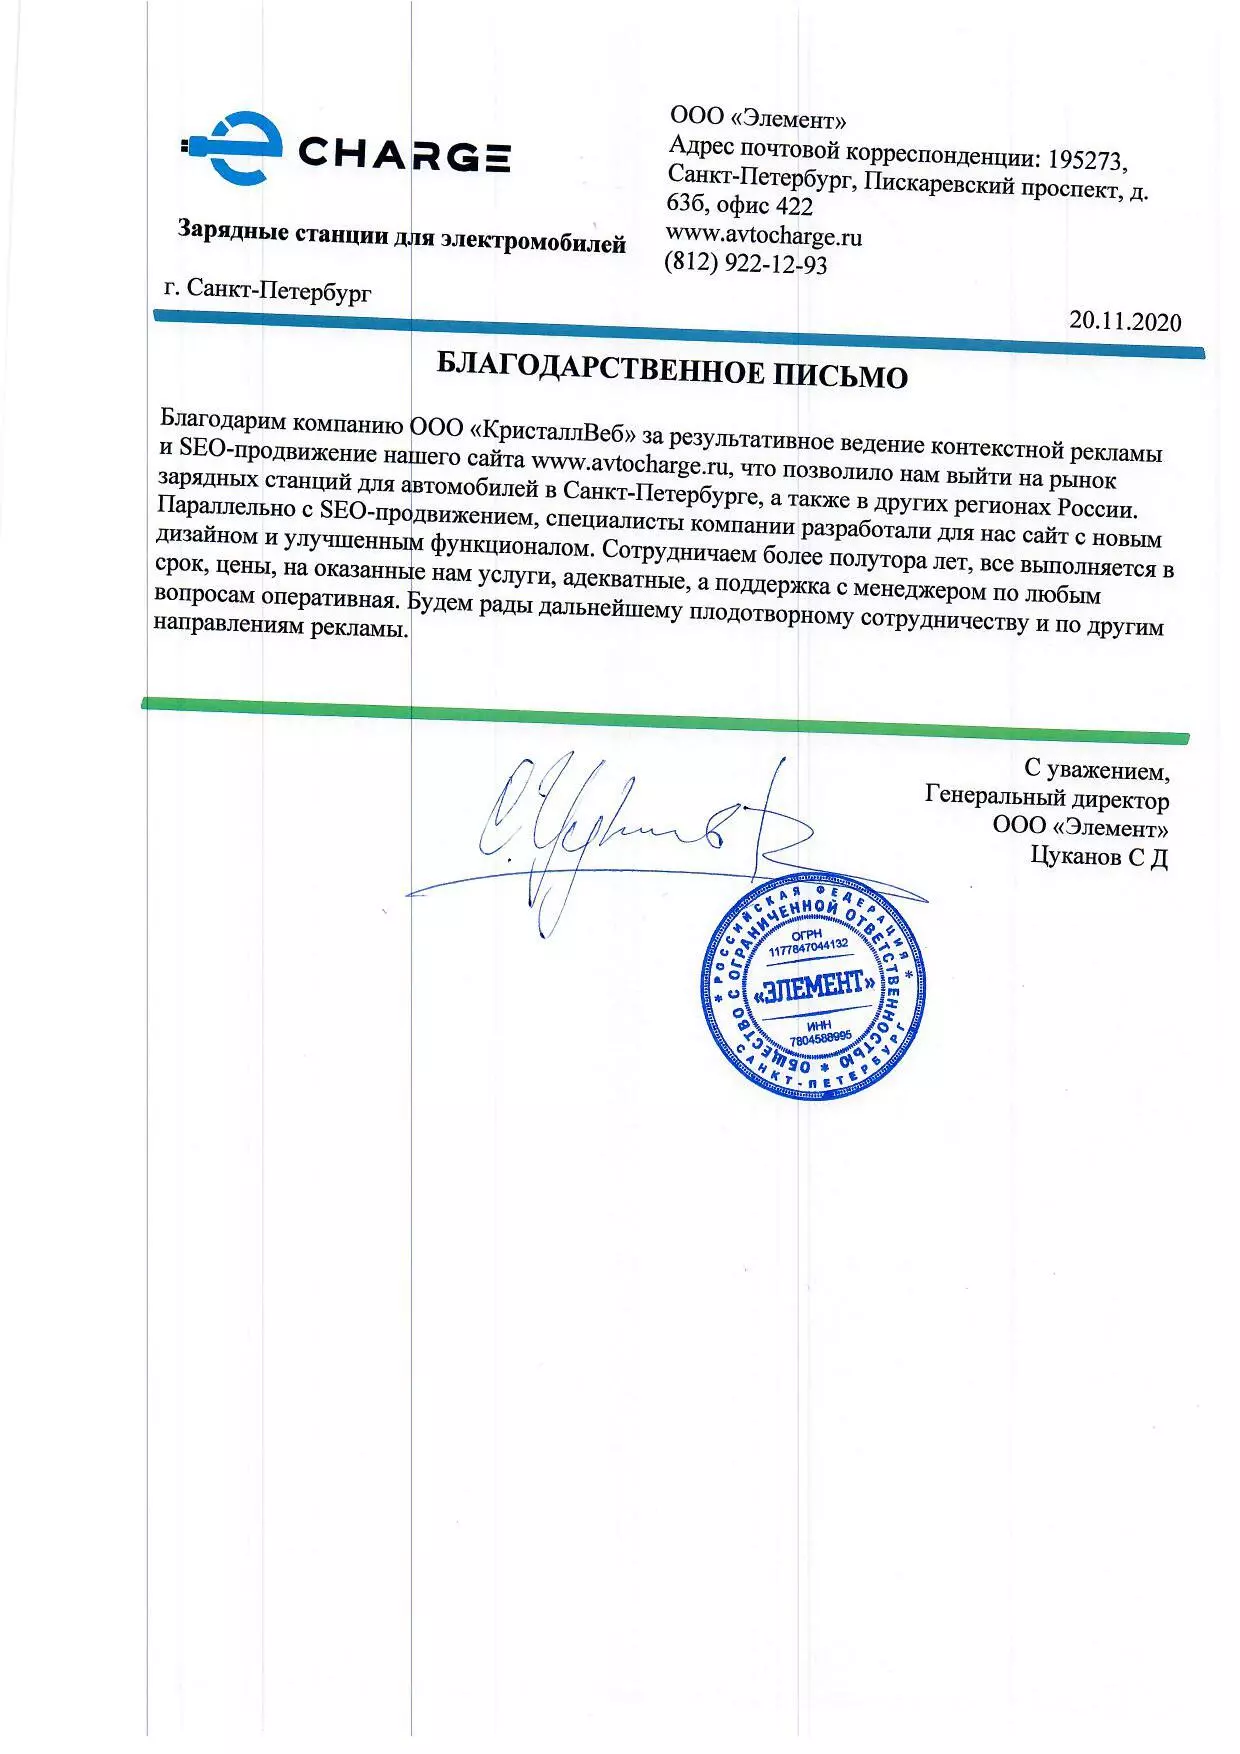 e CHARGE
Зарядные станции для электромобилей
г. Санкт-Петербург
ООО «Элемент»
Адрес почтовой корреспонденции: 195273,
Санкт-Петербург, Пискаревский проспект, д.
63б, офис 422
www.avtocharge.ru
(812) 922-12-93
20.11.2020
БЛАГОДАРСТВЕННОЕ ПИСЬМО
Благодарим компанию ООО «КристаллВеб» за результативное ведение контекстной рекламы
и SEO-продвижение нашего сайта www.avtocharge.ru, что позволило нам выйти на рынок
зарядных станций для автомобилей в Санкт-Петербурге, а также в других регионах России.
Параллельно с SEO-продвижением, специалисты компании разработали для нас сайт с новым
дизайном и улучшенным функционалом. Сотрудничаем более полутора лет, все выполняется в
срок, цены, на оказанные нам услуги, адекватные, а поддержка с менеджером по любым
вопросам оперативная. Будем рады дальнейшему плодотворному сотрудничеству и по другим
направлениям рекламы.
С уважением,
Генеральный директор
ООО «Элемент»
Цуканов С Д
* РОССИЙСКАЯ ФЕДЕРАЦИЯ *
САНКТ-ПЕТЕРБУРГ
ОБЩЕСТВО С ОГРАНИЧЕННОЙ ОТВЕТСТВЕННОСТЬЮ *
ОГРН
1177847044132
«ЭЛЕМЕНТ»
ИНН
7804588995